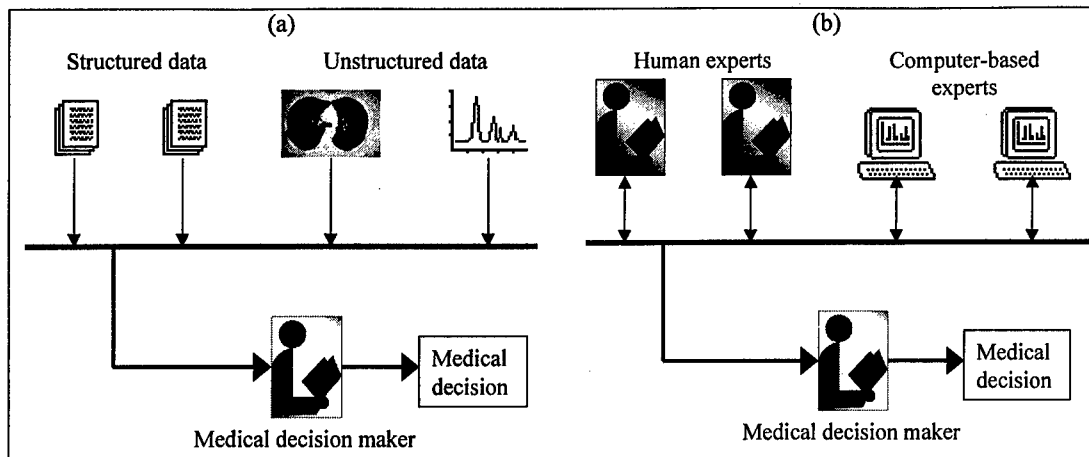 (a)
Structured data
Unstructured data
Medical
decision
Medical decision maker
(b)
Human experts
Computer-based
experts
Medical
decision
Medical decision maker